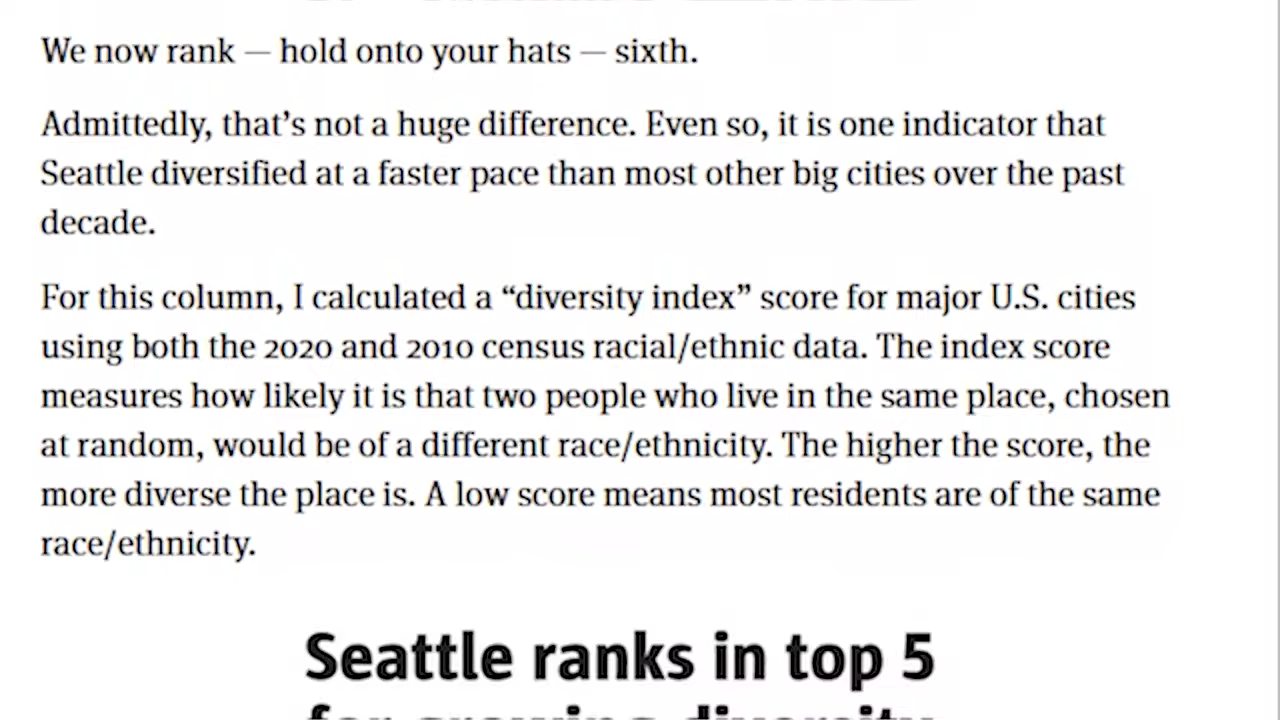 We now rank — hold onto your hats — sixth.
Admittedly, that’s not a huge difference. Even so, it is one indicator that
Seattle diversified at a faster pace than most other big cities over the past
decade.
For this column, I calculated a “diversity index” score for major U.S. cities
using both the 2020 and 2010 census racial/ethnic data. The index score
measures how likely it is that two people who live in the same place, chosen
at random, would be of a different race/ethnicity. The higher the score, the
more diverse the place is. A low score means most residents are of the same
race/ethnicity.
Seattle ranks in top 5
for growing diversity